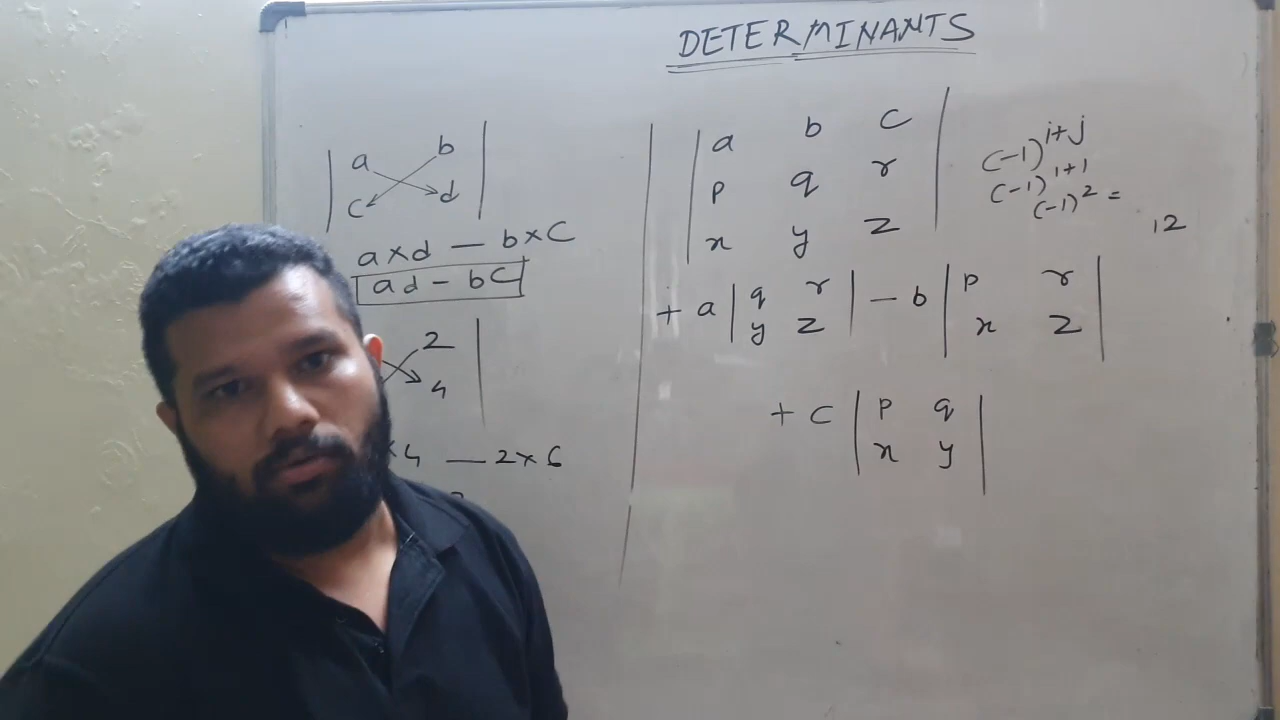 DETERMINANTS
a b
c d
a x d — b x c
ad - bc
2
4
x 4 — 2 x 6
a b c
p q r
x y z
(-1)^{i+j}
(-1)^{1+1}
(-1)^2 =
12
+ a | q r | — b | p r |
y z x z
+ c | p q |
x y